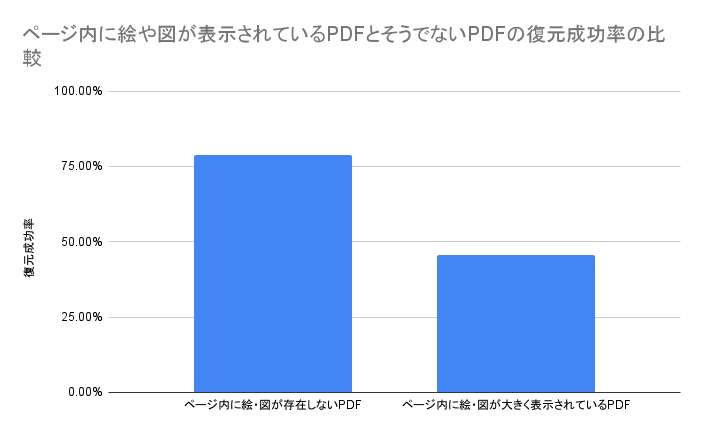 ページ内に絵や図が表示されているPDFとそうでないPDFの復元成功率の比
較
100.00%
75.00%
50.00%
25.00%
0.00%
復元成功率
ページ内に絵・図が存在しないPDF
ページ内に絵・図が大きく表示されているPDF